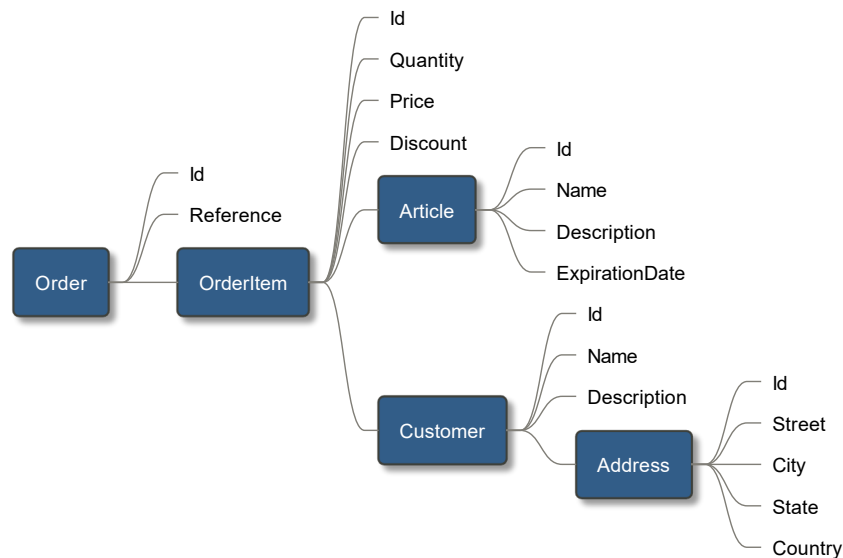 Id
Quantity
Price
Discount
Id
Id
Name
Reference
Article
Description
Order
OrderItem
ExpirationDate
Id
Name
Description
Id
Customer
Street
Address
City
State
Country